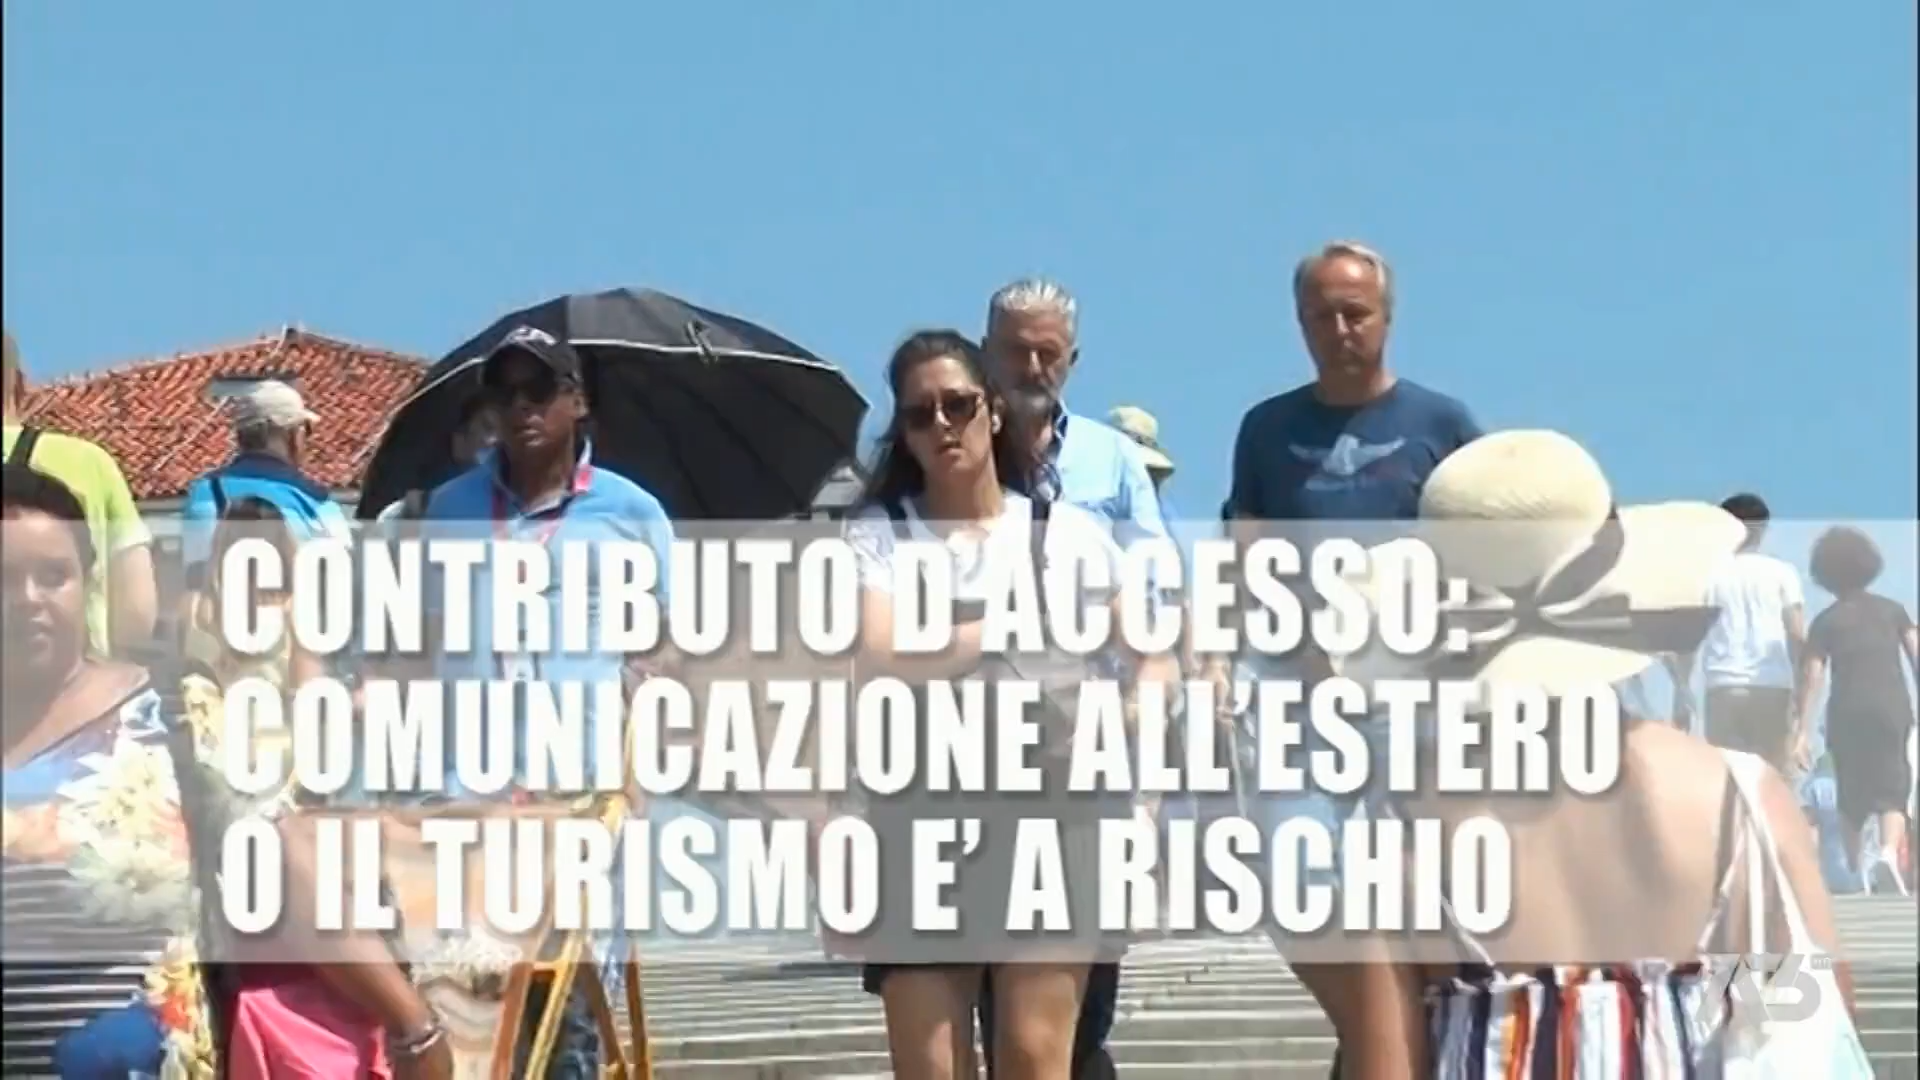 CONTRIBUTO D'ACCESSO:
COMUNICAZIONE ALL'ESTERO
O IL TURISMO E' A RISCHIO